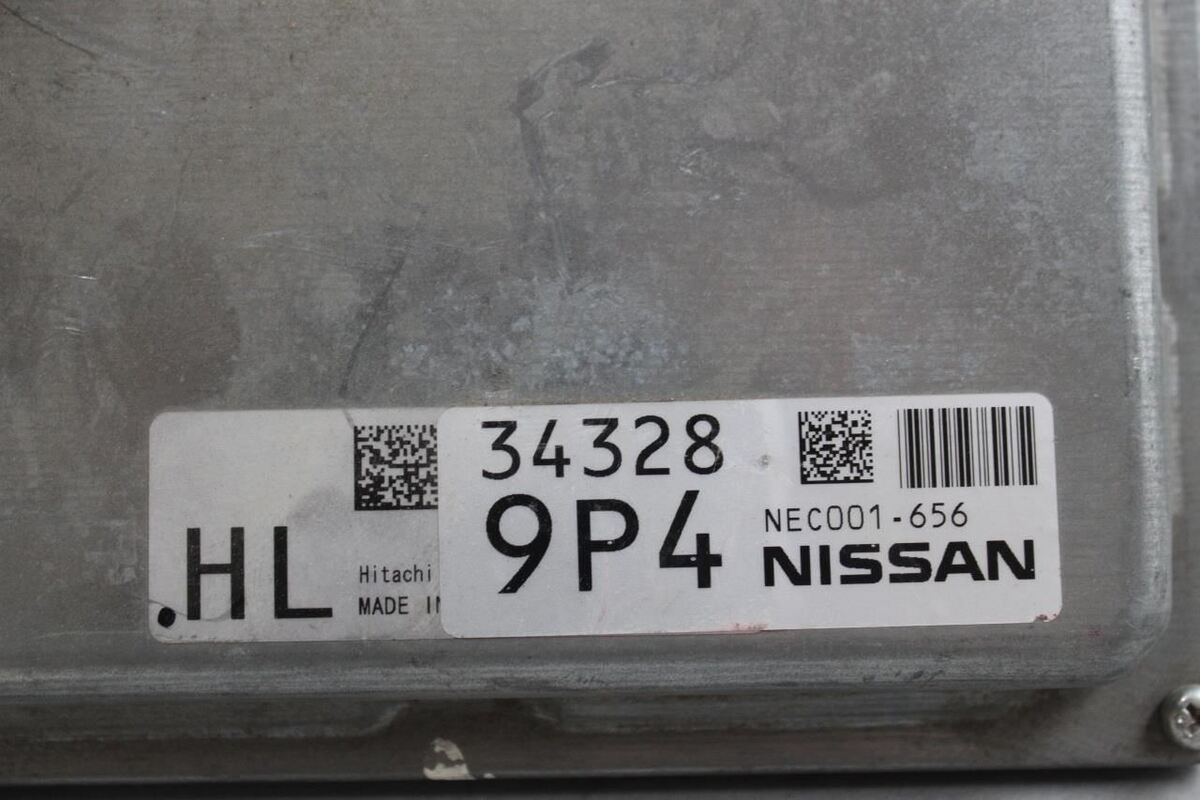 .HL
Hitachi
MADE IN
34328
9P4
NEC001-656
NISSAN